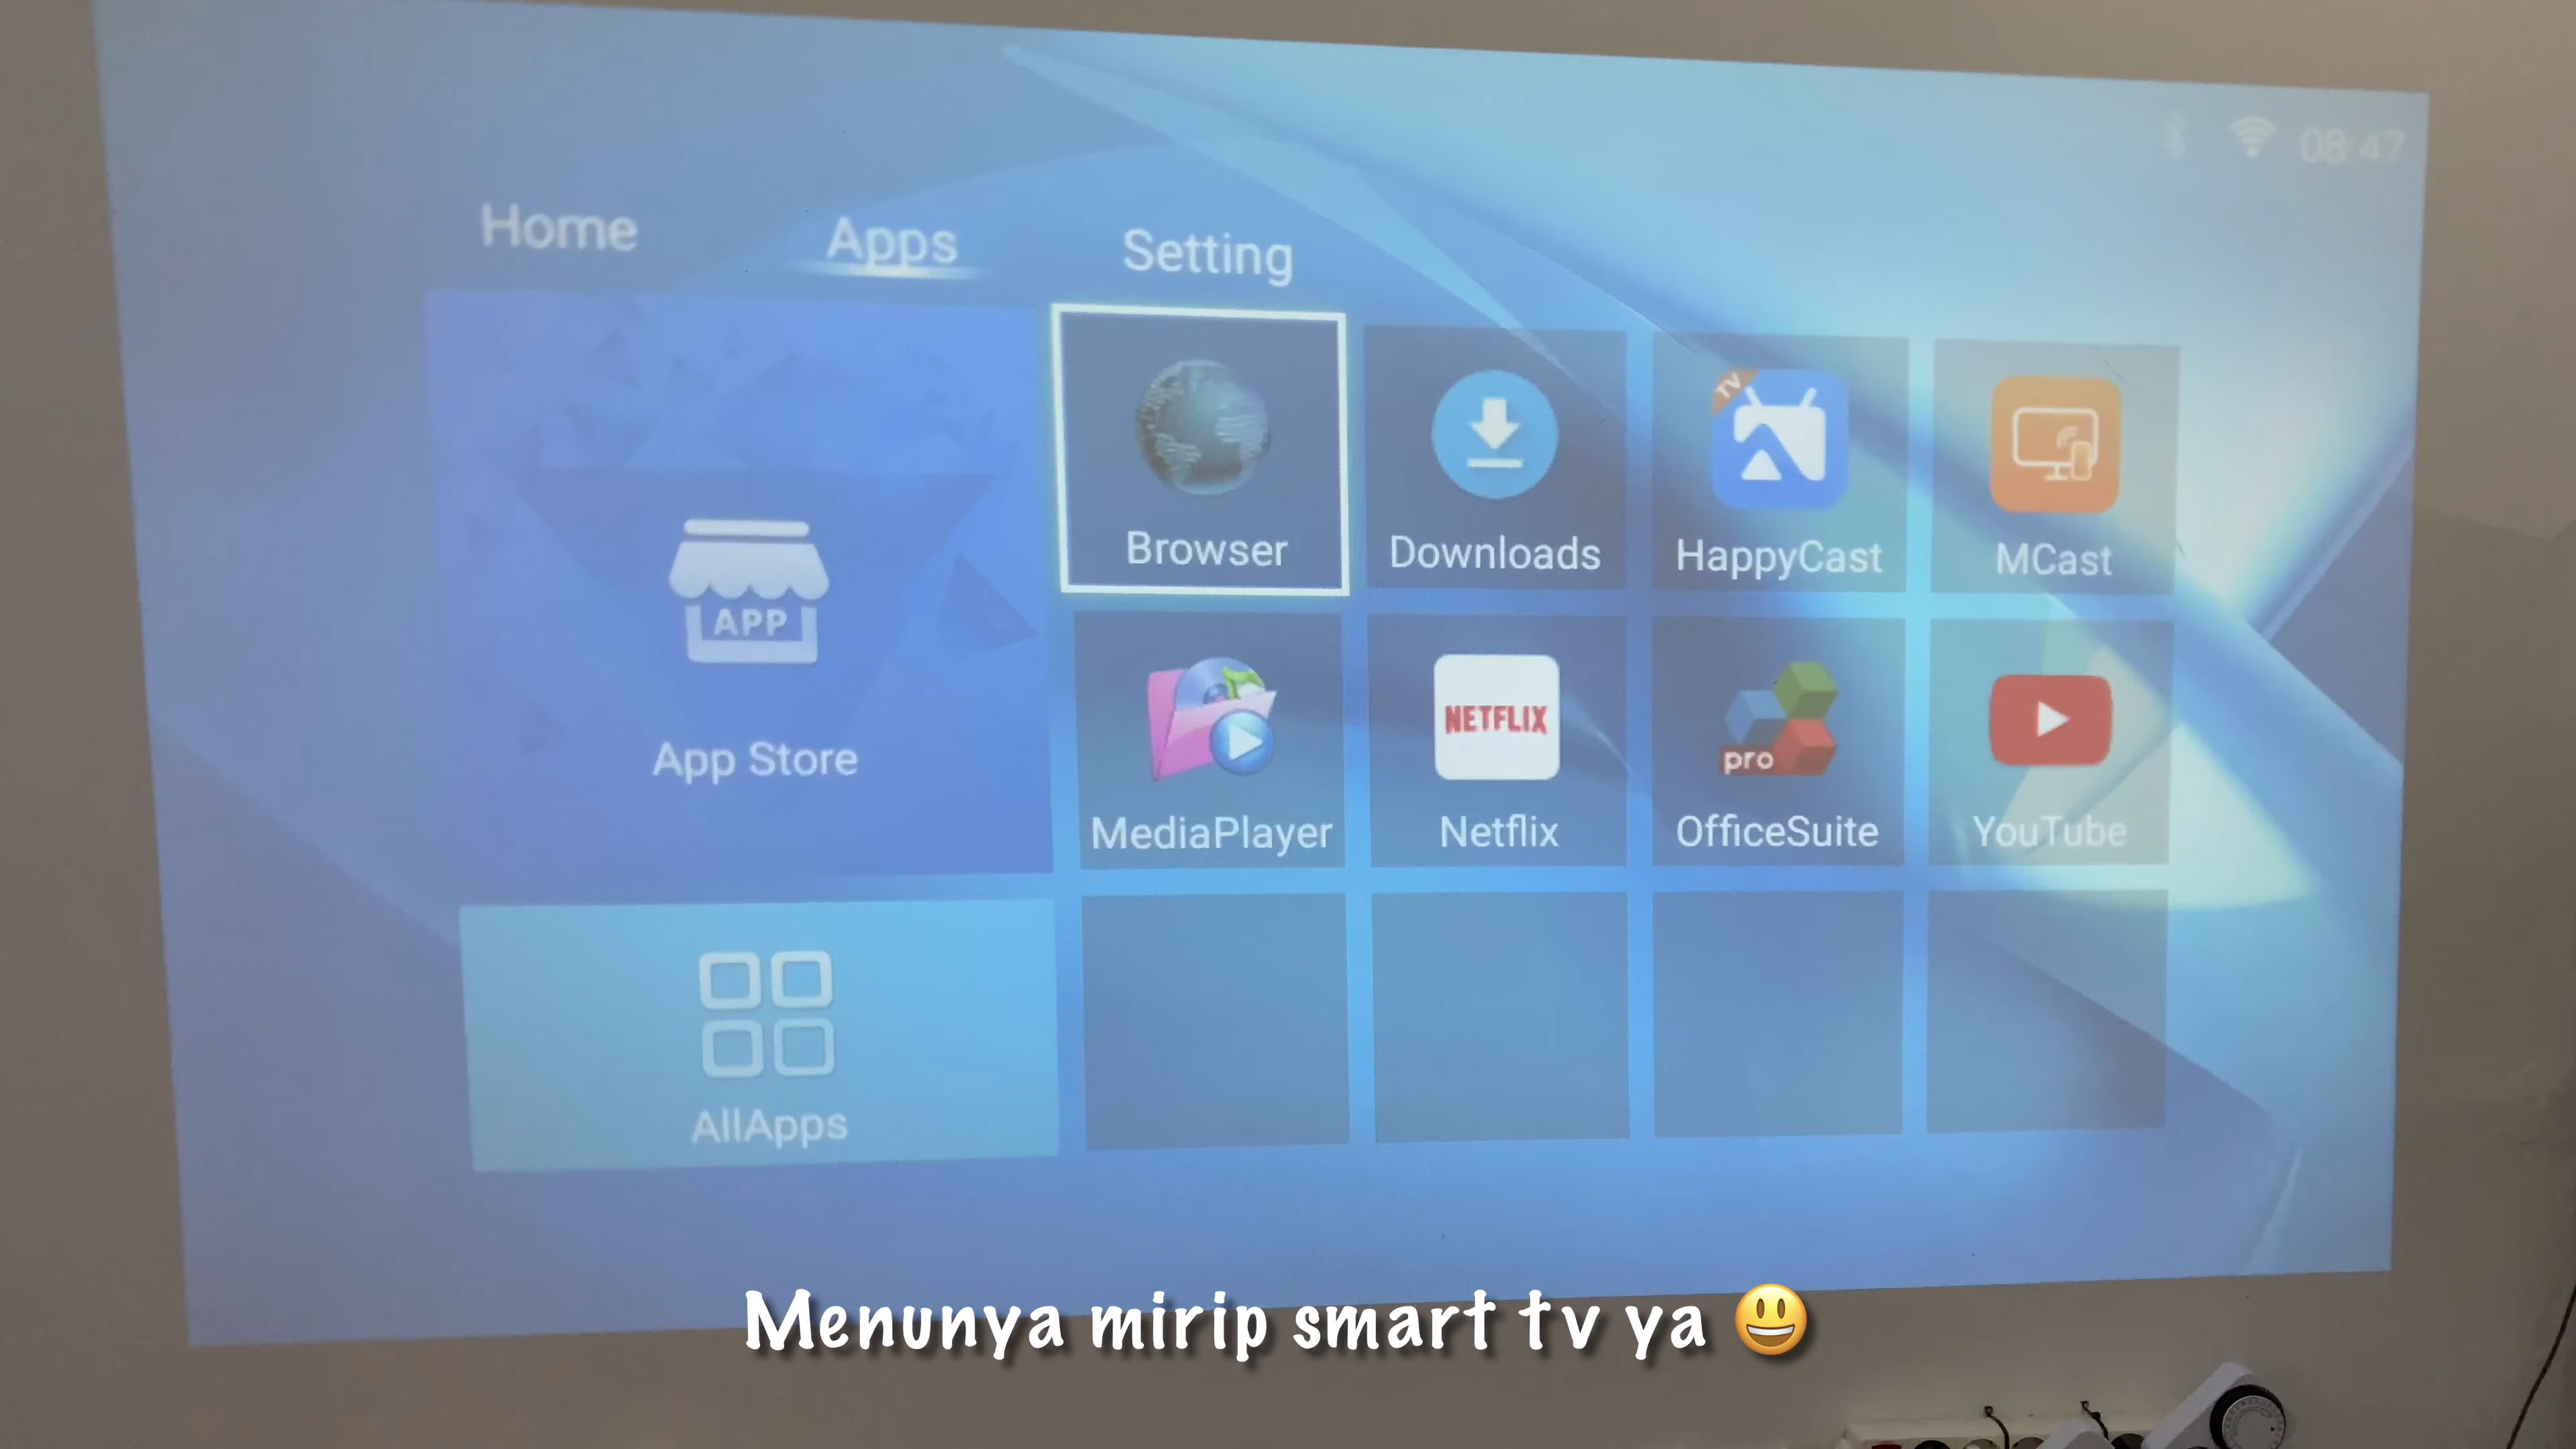 08:47
Home
Apps
Setting
TV
Browser
Downloads
HappyCast
MCast
APP
App Store
NETFLIX
pro
MediaPlayer
Netflix
OfficeSuite
YouTube
AllApps
Menunya mirip smart tv ya 😃